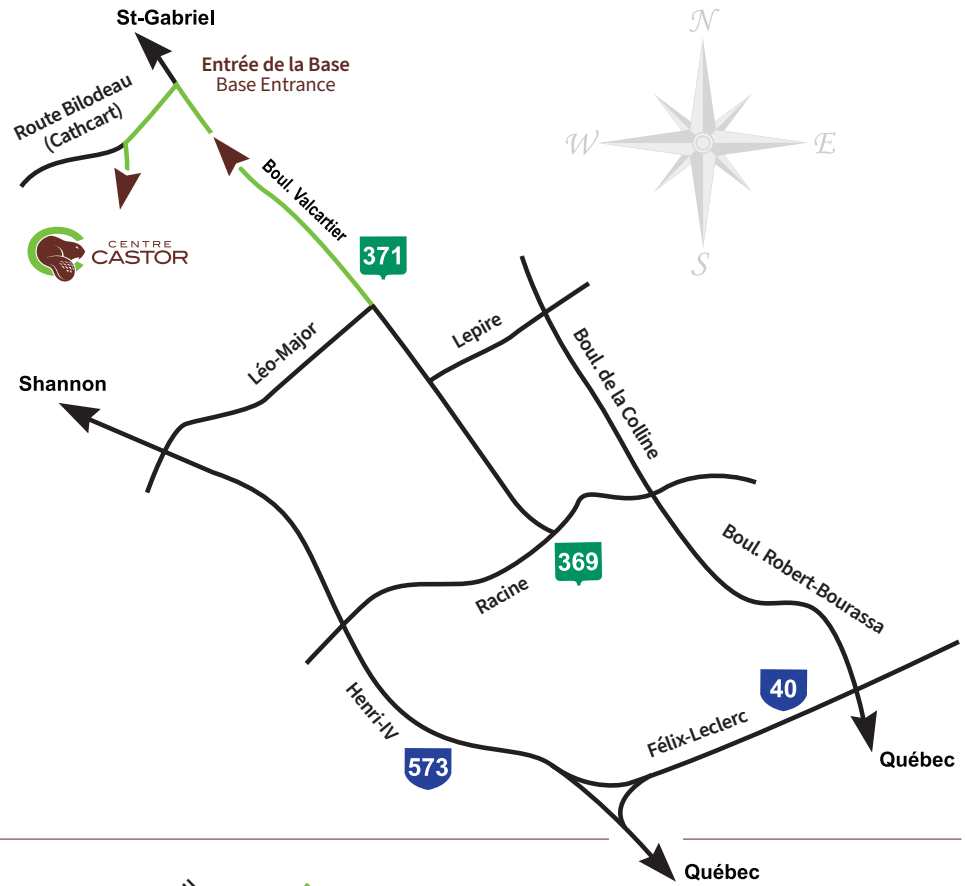 St-Gabriel
N
Entrée de la Base
Base Entrance
Route Bilodeau
(Cathcart)
W
E
Boul. Valcartier
CENTRE
CASTOR
371
S
Lepire
Léo-Major
Boul. de la Colline
Shannon
369
Racine
Boul. Robert-Bourassa
40
Henri-IV
Félix-Leclerc
573
Québec
Québec